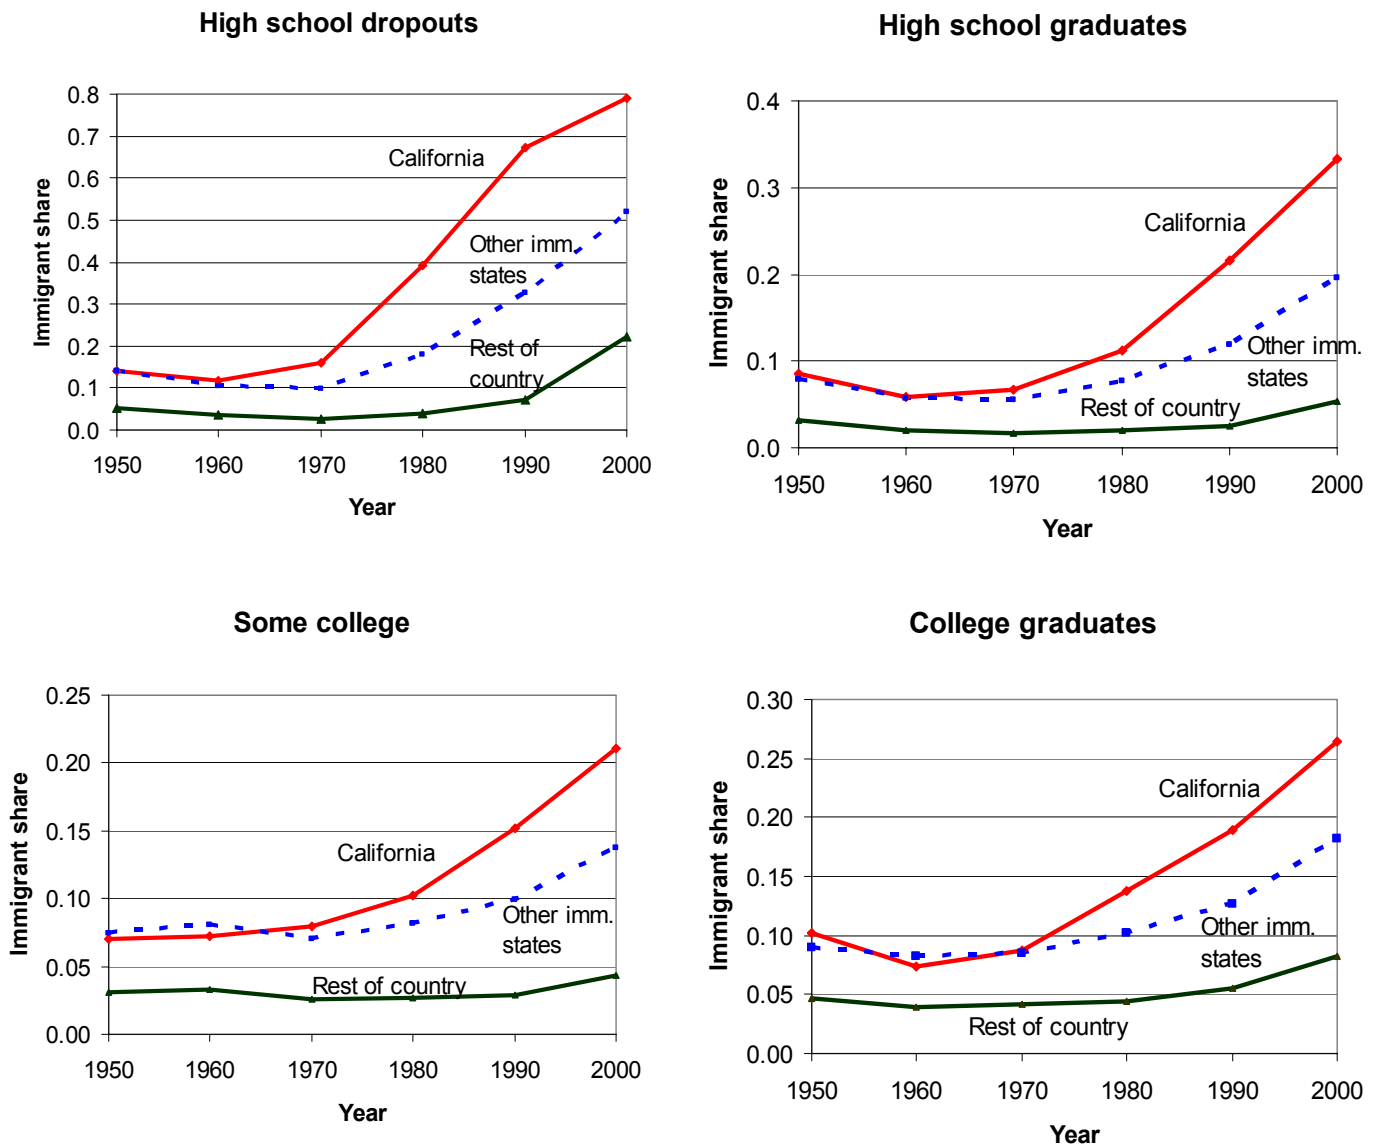 High school dropouts
0.8
0.7
0.6
0.5
0.4
0.3
0.2
0.1
0.0
Immigrant share
California
Other imm.
states
Rest of
country
1950 1960 1970 1980 1990 2000
Year
High school graduates
0.4
0.3
0.2
0.1
0.0
Immigrant share
California
Other imm.
states
Rest of country
1950 1960 1970 1980 1990 2000
Year
Some college
0.25
0.20
0.15
0.10
0.05
0.00
Immigrant share
California
Other imm.
states
Rest of country
1950 1960 1970 1980 1990 2000
Year
College graduates
0.30
0.25
0.20
0.15
0.10
0.05
0.00
Immigrant share
California
Other imm.
states
Rest of country
1950 1960 1970 1980 1990 2000
Year